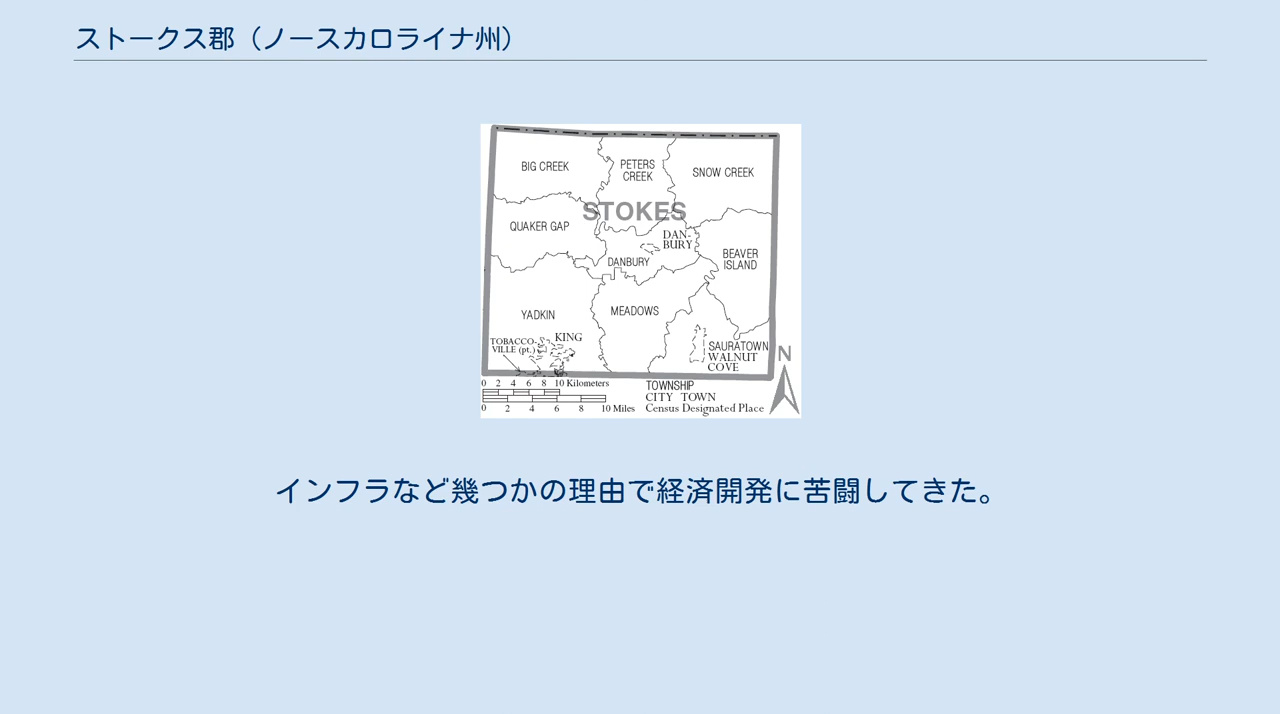 ストークス郡（ノースカロライナ州）
BIG CREEK
PETERS
CREEK
SNOW CREEK
STOKES
QUAKER GAP
DAN-
BURY
DANBURY
BEAVER
ISLAND
YADKIN
MEADOWS
TOBACCO-
VILLE (pt.)
KING
SAURATOWN
WALNUT
COVE
N
0 2 4 6 8 10 Kilometers
0 2 4 6 8 10 Miles
TOWNSHIP
CITY TOWN
Census Designated Place
インフラなど幾つかの理由で経済開発に苦闘してきた。